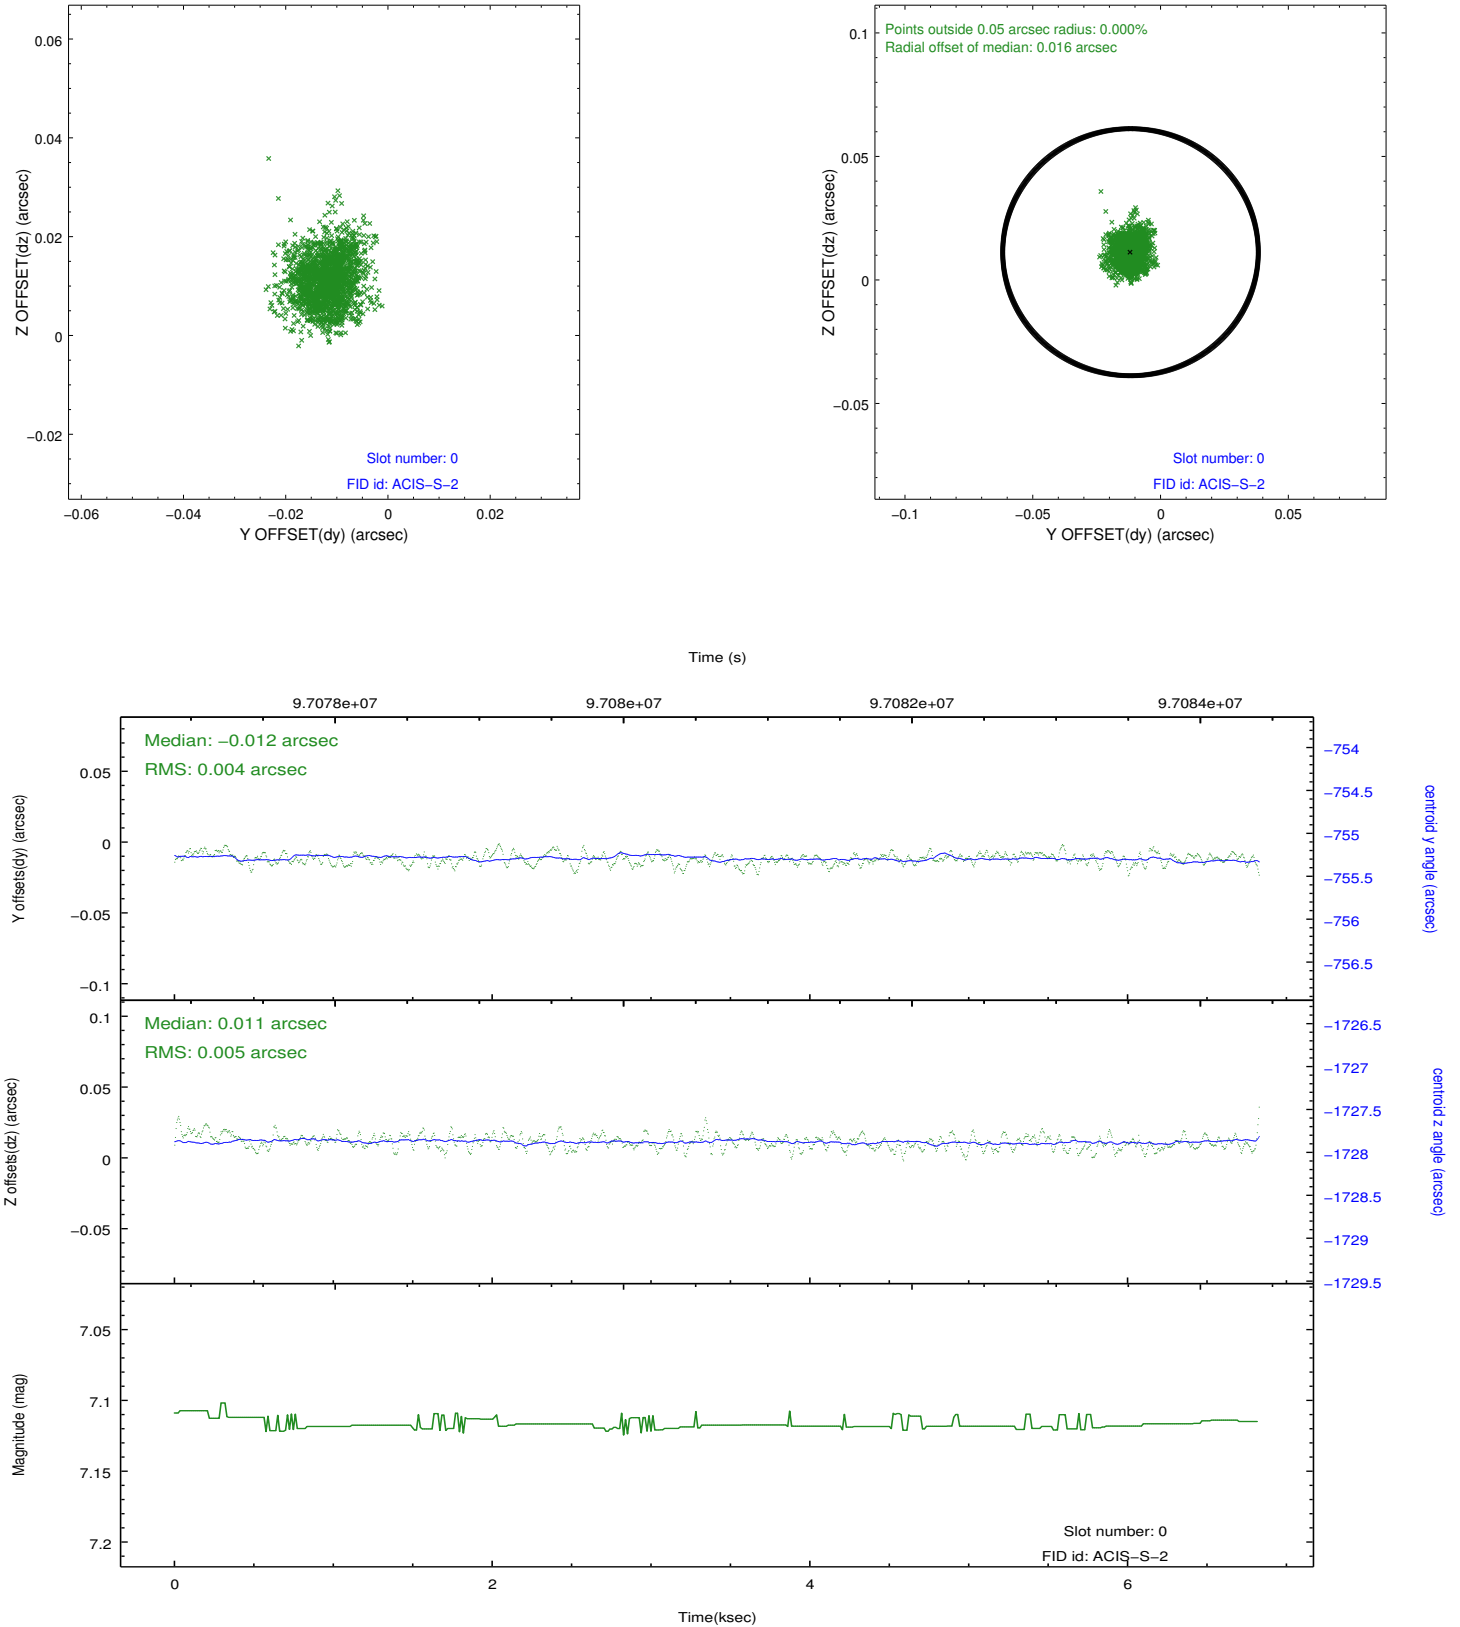 0.06
0.04
0.02
0
−0.02
Z OFFSET(dz) (arcsec)
Slot number: 0
FID id: ACIS−S−2
−0.06
−0.04
−0.02
0
0.02
Y OFFSET(dy) (arcsec)
Points outside 0.05 arcsec radius: 0.000%
Radial offset of median: 0.016 arcsec
0.1
0.05
0
−0.05
Z OFFSET(dz) (arcsec)
Slot number: 0
FID id: ACIS−S−2
−0.1
−0.05
0
0.05
Y OFFSET(dy) (arcsec)
Time (s)
9.7078e+07
9.708e+07
9.7082e+07
9.7084e+07
Median: −0.012 arcsec
RMS: 0.004 arcsec
0.05
0
−0.05
−0.1
Y offsets(dy) (arcsec)
−754
−754.5
−755
−755.5
−756
−756.5
centroid y angle (arcsec)
Median: 0.011 arcsec
RMS: 0.005 arcsec
0.1
0.05
0
−0.05
Z offsets(dz) (arcsec)
−1726.5
−1727
−1727.5
−1728
−1728.5
−1729
−1729.5
centroid z angle (arcsec)
7.05
7.1
7.15
7.2
Magnitude (mag)
Slot number: 0
FID id: ACIS−S−2
0
2
4
6
Time(ksec)